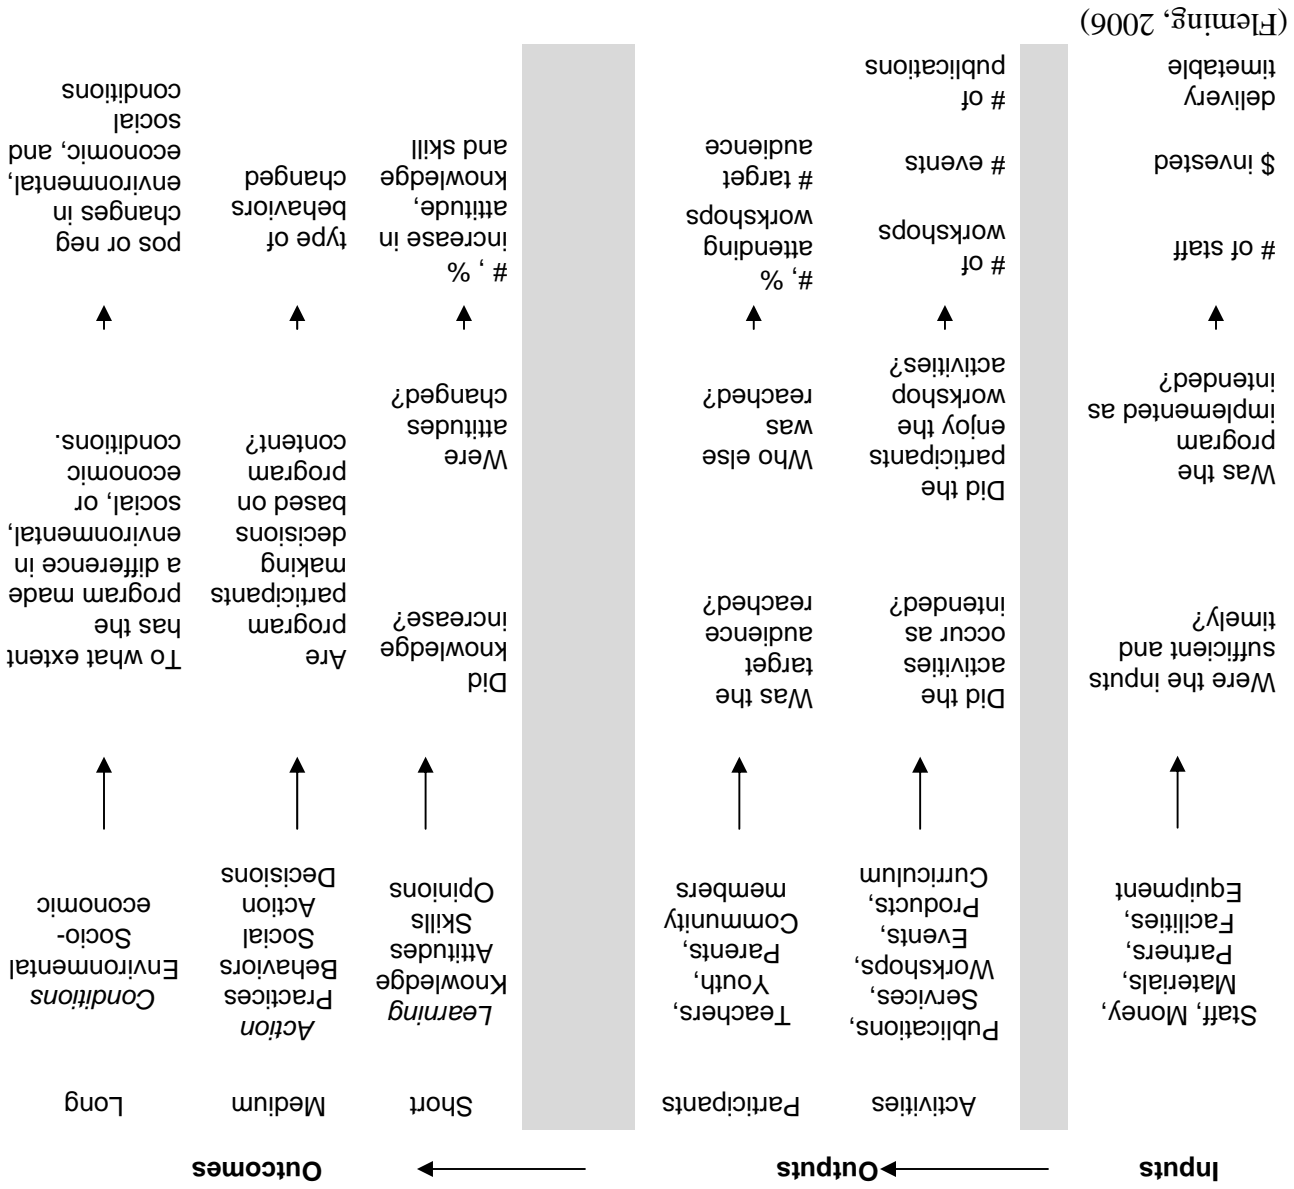 Inputs
Outputs
Outcomes
Activities
Participants
Short
Medium
Long
Staff, Money,
Materials,
Partners,
Facilities,
Equipment
Publications,
Services,
Workshops,
Events,
Products,
Curriculum
Teachers,
Youth,
Parents,
Community
members
Learning
Knowledge
Attitudes
Skills
Opinions
Action
Practices
Behaviors
Social
Action
Decisions
Conditions
Environmental
Socio-
economic
Were the inputs
sufficient and
timely?
Did the
activities
occur as
intended?
Was the
target
audience
reached?
Did
knowledge
increase?
Are
program
participants
making
decisions
based on
program
content?
To what extent
has the
program made
a difference in
environmental,
social, or
economic
conditions.
Was the
program
implemented as
intended?
Did the
participants
enjoy the
workshop
activities?
Who else
was
reached?
Were
attitudes
changed?
# of staff
$ invested
delivery
timetable
# of
workshops
# events
# of
publications
#, %
attending
workshops
# target
audience
# , %
increase in
attitude,
knowledge
and skill
type of
behaviors
changed
pos or neg
changes in
environmental,
economic, and
social
conditions
(Fleming, 2006)